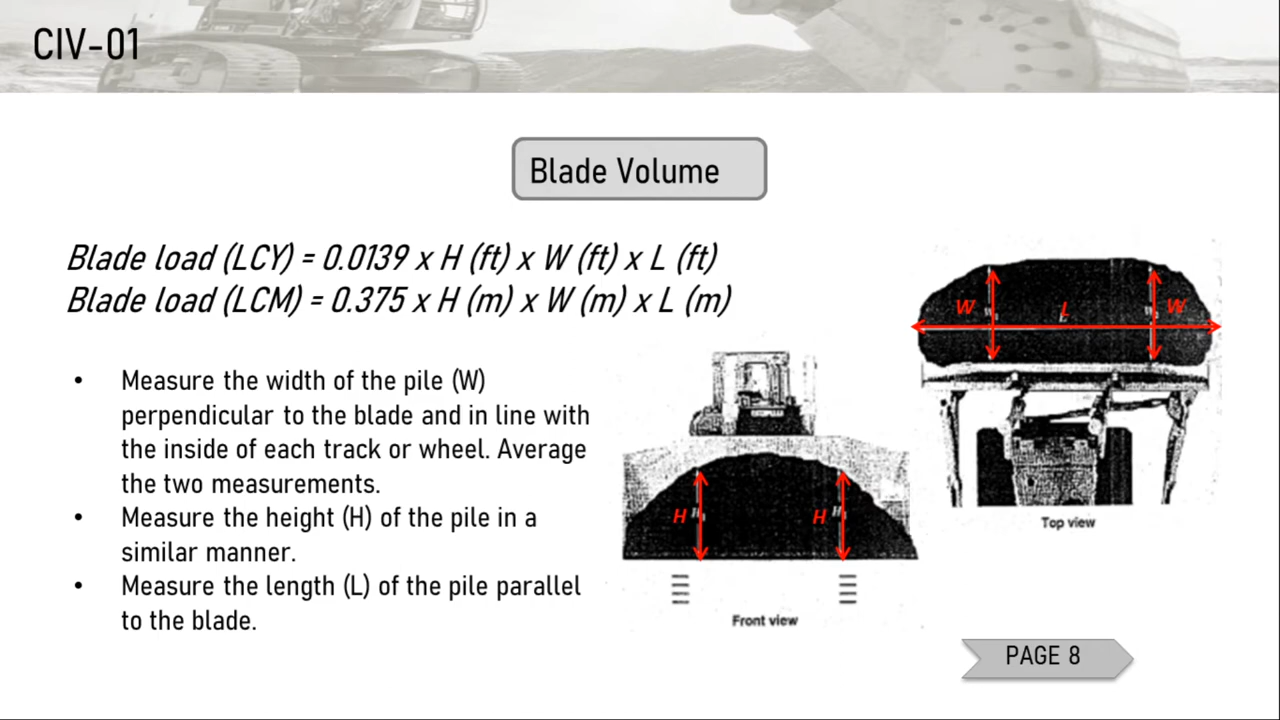 CIV-01
Blade Volume
Blade load (LCY) = 0.0139 x H (ft) x W (ft) x L (ft)
Blade load (LCM) = 0.375 x H (m) x W (m) x L (m)
• Measure the width of the pile (W)
perpendicular to the blade and in line with
the inside of each track or wheel. Average
the two measurements.
• Measure the height (H) of the pile in a
similar manner.
• Measure the length (L) of the pile parallel
to the blade.
H H
Front view
W L W
Top view
PAGE 8